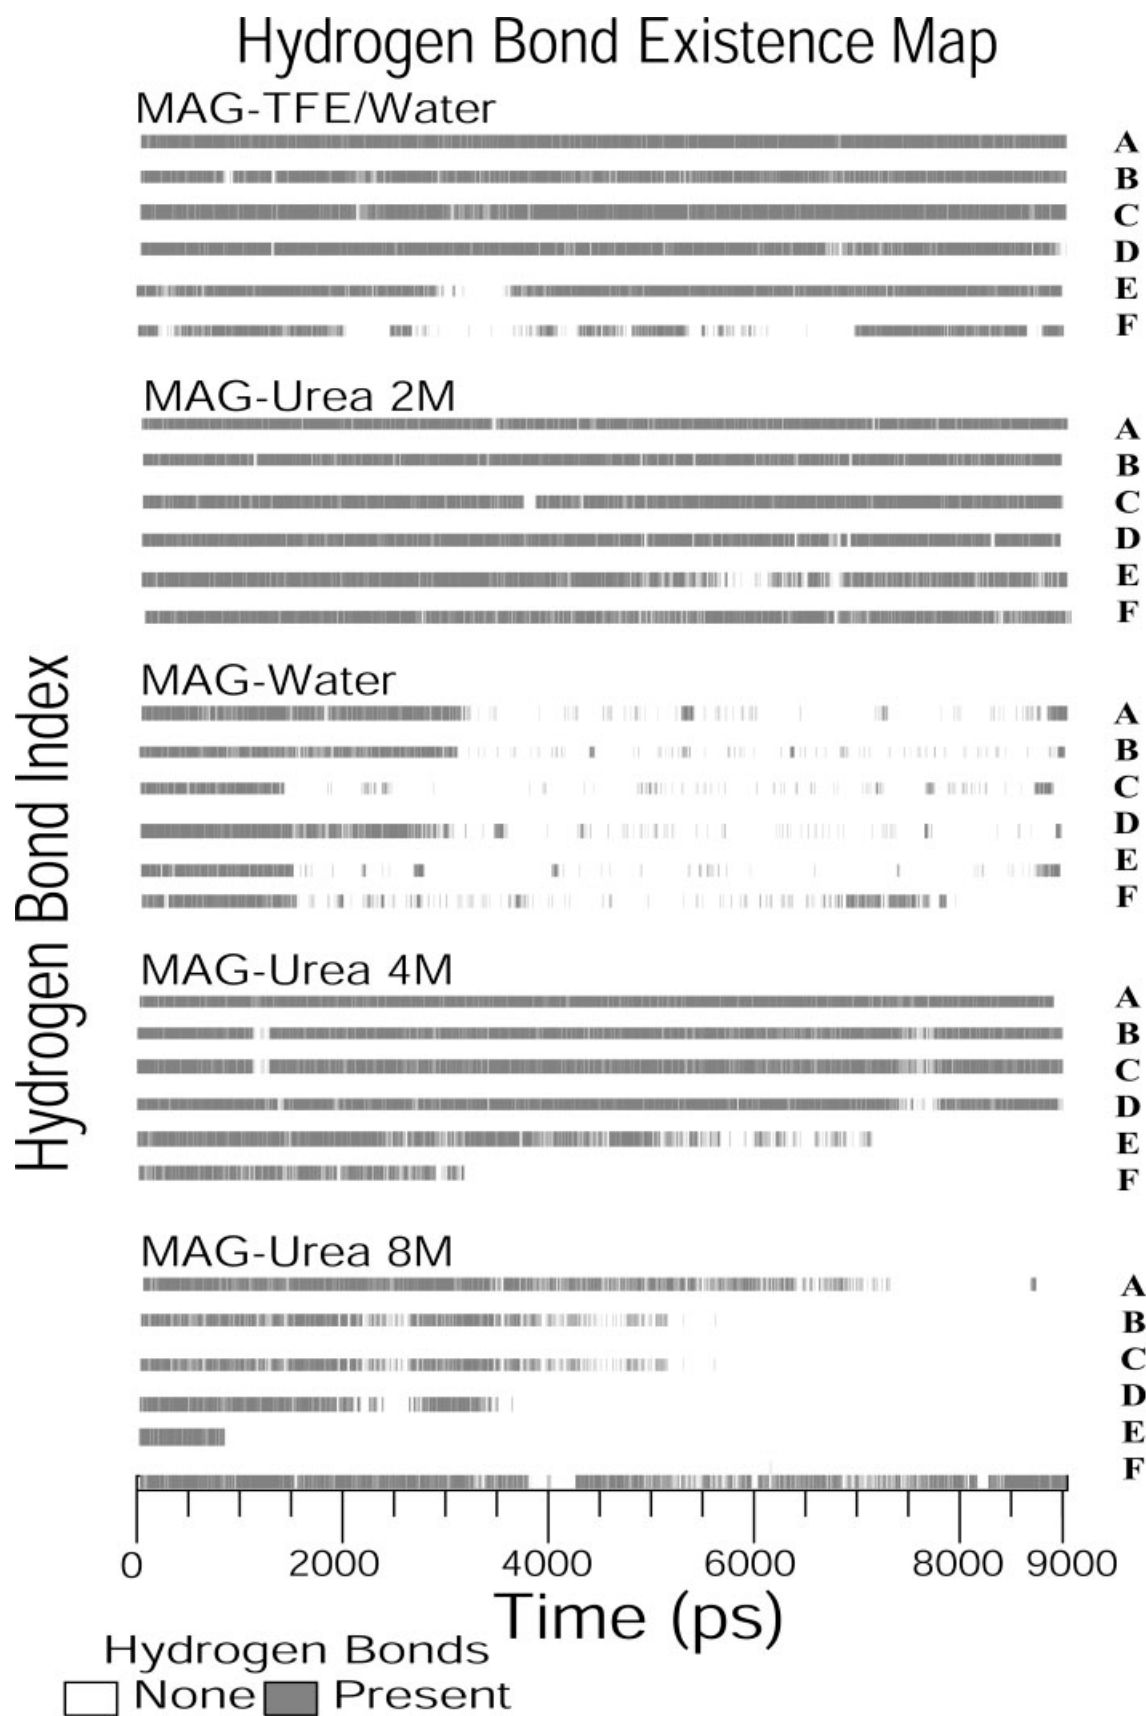 Hydrogen Bond Existence Map
MAG-TFE/Water
A
B
C
D
E
F
MAG-Urea 2M
A
B
C
D
E
F
Hydrogen Bond Index
MAG-Water
A
B
C
D
E
F
MAG-Urea 4M
A
B
C
D
E
F
MAG-Urea 8M
A
B
C
D
E
F
0 2000 4000 6000 8000 9000
Time (ps)
Hydrogen Bonds
None Present